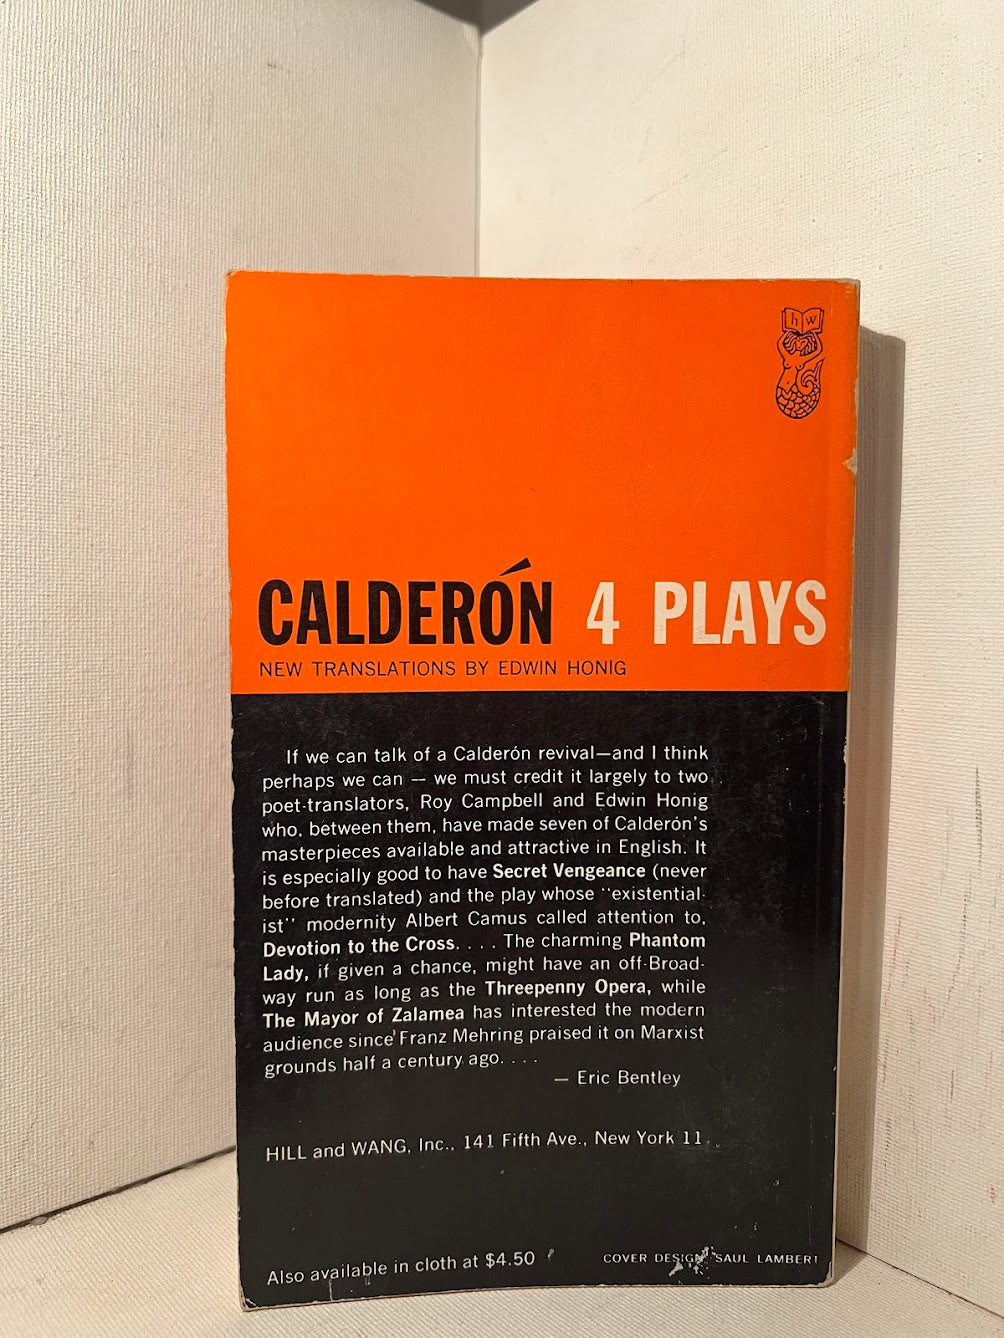 h w
CALDERÓN 4 PLAYS
NEW TRANSLATIONS BY EDWIN HONIG
If we can talk of a Calderón revival—and I think
perhaps we can — we must credit it largely to two
poet-translators, Roy Campbell and Edwin Honig
who, between them, have made seven of Calderón's
masterpieces available and attractive in English. It
is especially good to have Secret Vengeance (never
before translated) and the play whose "existential-
ist" modernity Albert Camus called attention to,
Devotion to the Cross. . . . The charming Phantom
Lady, if given a chance, might have an off-Broad-
way run as long as the Threepenny Opera, while
The Mayor of Zalamea has interested the modern
audience since Franz Mehring praised it on Marxist
grounds half a century ago. . . .
— Eric Bentley
HILL and WANG, Inc., 141 Fifth Ave., New York 11
Also available in cloth at $4.50
COVER DESIGN SAUL LAMBERT